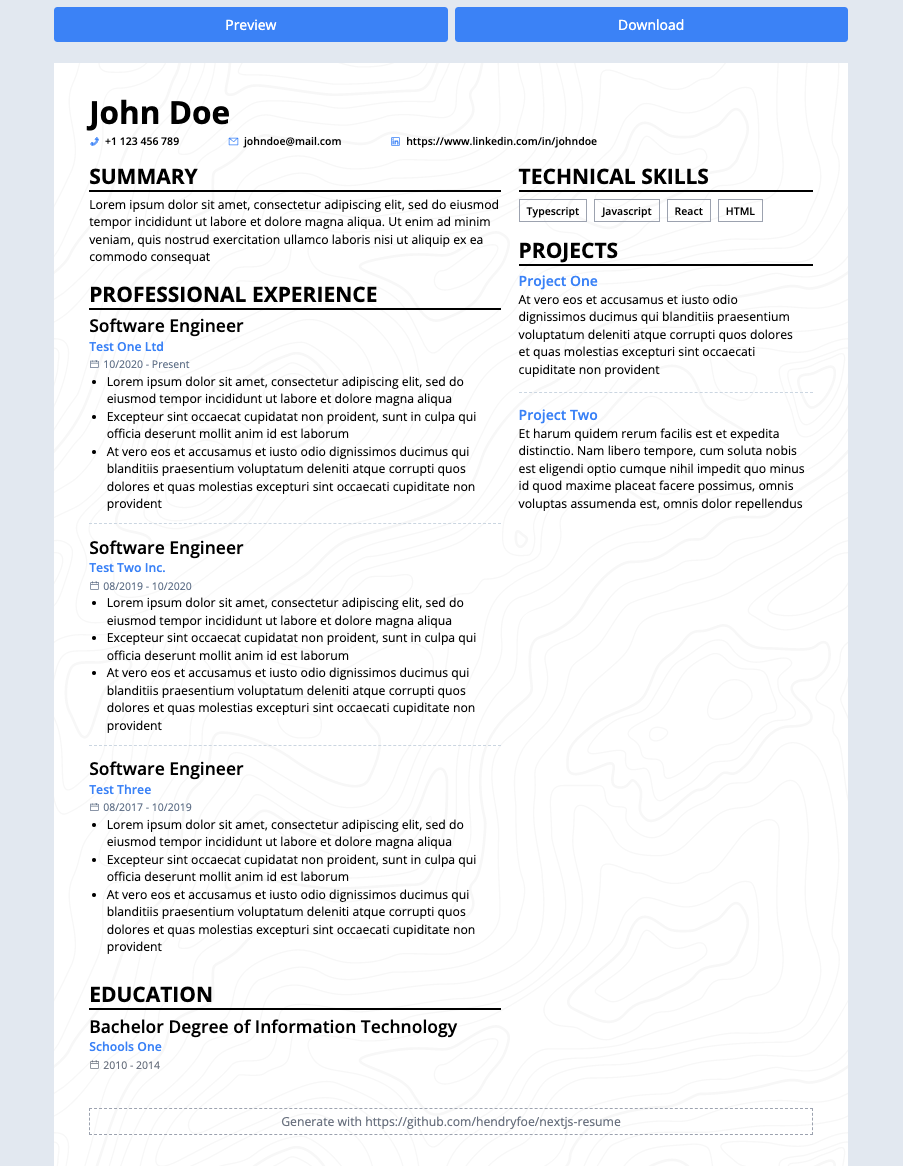 Preview
Download
John Doe
+1 123 456 789
johndoe@mail.com
https://www.linkedin.com/in/johndoe
SUMMARY
Lorem ipsum dolor sit amet, consectetur adipiscing elit, sed do eiusmod
tempor incididunt ut labore et dolore magna aliqua. Ut enim ad minim
veniam, quis nostrud exercitation ullamco laboris nisi ut aliquip ex ea
commodo consequat
PROFESSIONAL EXPERIENCE
Software Engineer
Test One Ltd
10/2020 - Present
• Lorem ipsum dolor sit amet, consectetur adipiscing elit, sed do
eiusmod tempor incididunt ut labore et dolore magna aliqua
• Excepteur sint occaecat cupidatat non proident, sunt in culpa qui
officia deserunt mollit anim id est laborum
• At vero eos et accusamus et iusto odio dignissimos ducimus qui
blanditiis praesentium voluptatum deleniti atque corrupti quos
dolores et quas molestias excepturi sint occaecati cupiditate non
provident
Software Engineer
Test Two Inc.
08/2019 - 10/2020
• Lorem ipsum dolor sit amet, consectetur adipiscing elit, sed do
eiusmod tempor incididunt ut labore et dolore magna aliqua
• Excepteur sint occaecat cupidatat non proident, sunt in culpa qui
officia deserunt mollit anim id est laborum
• At vero eos et accusamus et iusto odio dignissimos ducimus qui
blanditiis praesentium voluptatum deleniti atque corrupti quos
dolores et quas molestias excepturi sint occaecati cupiditate non
provident
Software Engineer
Test Three
08/2017 - 10/2019
• Lorem ipsum dolor sit amet, consectetur adipiscing elit, sed do
eiusmod tempor incididunt ut labore et dolore magna aliqua
• Excepteur sint occaecat cupidatat non proident, sunt in culpa qui
officia deserunt mollit anim id est laborum
• At vero eos et accusamus et iusto odio dignissimos ducimus qui
blanditiis praesentium voluptatum deleniti atque corrupti quos
dolores et quas molestias excepturi sint occaecati cupiditate non
provident
EDUCATION
Bachelor Degree of Information Technology
Schools One
2010 - 2014
TECHNICAL SKILLS
Typescript
Javascript
React
HTML
PROJECTS
Project One
At vero eos et accusamus et iusto odio
dignissimos ducimus qui blanditiis praesentium
voluptatum deleniti atque corrupti quos dolores
et quas molestias excepturi sint occaecati
cupiditate non provident
Project Two
Et harum quidem rerum facilis est et expedita
distinctio. Nam libero tempore, cum soluta nobis
est eligendi optio cumque nihil impedit quo minus
id quod maxime placeat facere possimus, omnis
voluptas assumenda est, omnis dolor repellendus
Generate with https://github.com/hendryfoe/nextjs-resume